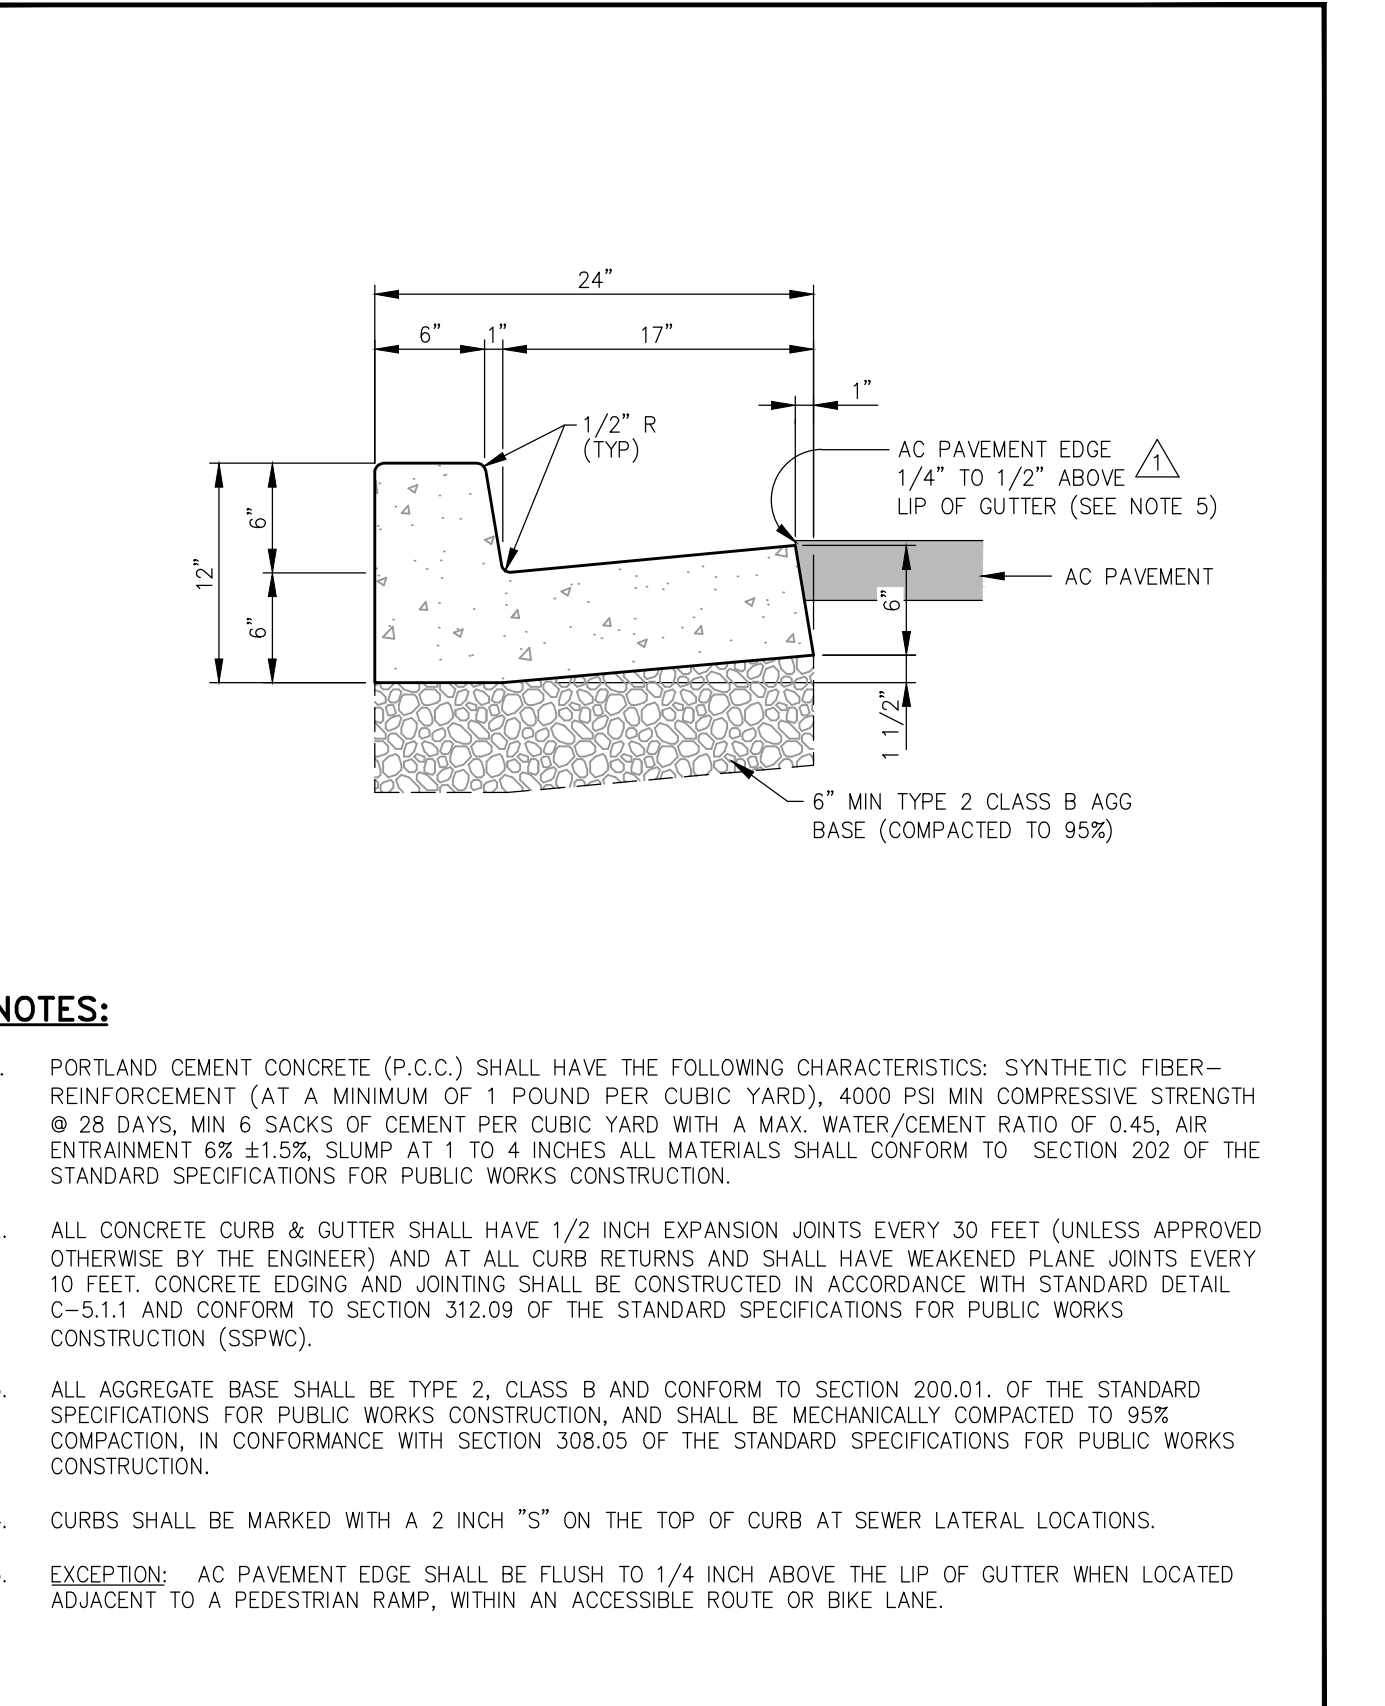 24”
6” 1” 17”
1”
1/2” R
(TYP)
AC PAVEMENT EDGE
1/4” TO 1/2” ABOVE 1
LIP OF GUTTER (SEE NOTE 5)
6”
12”
6”
AC PAVEMENT
6”
1 1/2”
6” MIN TYPE 2 CLASS B AGG
BASE (COMPACTED TO 95%)
NOTES:
PORTLAND CEMENT CONCRETE (P.C.C.) SHALL HAVE THE FOLLOWING CHARACTERISTICS: SYNTHETIC FIBER–
REINFORCEMENT (AT A MINIMUM OF 1 POUND PER CUBIC YARD), 4000 PSI MIN COMPRESSIVE STRENGTH
@ 28 DAYS, MIN 6 SACKS OF CEMENT PER CUBIC YARD WITH A MAX. WATER/CEMENT RATIO OF 0.45, AIR
ENTRAINMENT 6% ±1.5%, SLUMP AT 1 TO 4 INCHES ALL MATERIALS SHALL CONFORM TO SECTION 202 OF THE
STANDARD SPECIFICATIONS FOR PUBLIC WORKS CONSTRUCTION.
ALL CONCRETE CURB & GUTTER SHALL HAVE 1/2 INCH EXPANSION JOINTS EVERY 30 FEET (UNLESS APPROVED
OTHERWISE BY THE ENGINEER) AND AT ALL CURB RETURNS AND SHALL HAVE WEAKENED PLANE JOINTS EVERY
10 FEET. CONCRETE EDGING AND JOINTING SHALL BE CONSTRUCTED IN ACCORDANCE WITH STANDARD DETAIL
C–5.1.1 AND CONFORM TO SECTION 312.09 OF THE STANDARD SPECIFICATIONS FOR PUBLIC WORKS
CONSTRUCTION (SSPWC).
ALL AGGREGATE BASE SHALL BE TYPE 2, CLASS B AND CONFORM TO SECTION 200.01. OF THE STANDARD
SPECIFICATIONS FOR PUBLIC WORKS CONSTRUCTION, AND SHALL BE MECHANICALLY COMPACTED TO 95%
COMPACTION, IN CONFORMANCE WITH SECTION 308.05 OF THE STANDARD SPECIFICATIONS FOR PUBLIC WORKS
CONSTRUCTION.
CURBS SHALL BE MARKED WITH A 2 INCH ”S” ON THE TOP OF CURB AT SEWER LATERAL LOCATIONS.
EXCEPTION: AC PAVEMENT EDGE SHALL BE FLUSH TO 1/4 INCH ABOVE THE LIP OF GUTTER WHEN LOCATED
ADJACENT TO A PEDESTRIAN RAMP, WITHIN AN ACCESSIBLE ROUTE OR BIKE LANE.